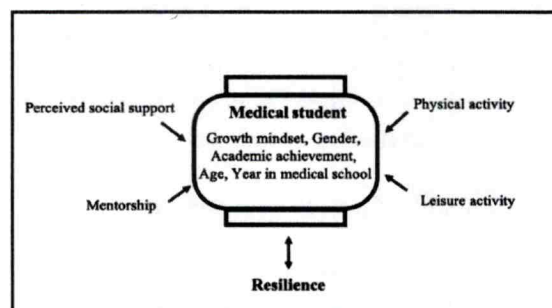 Perceived social support
Mentorship
Medical student
Growth mindset, Gender,
Academic achievement,
Age, Year in medical school
Physical activity
Leisure activity
Resilience